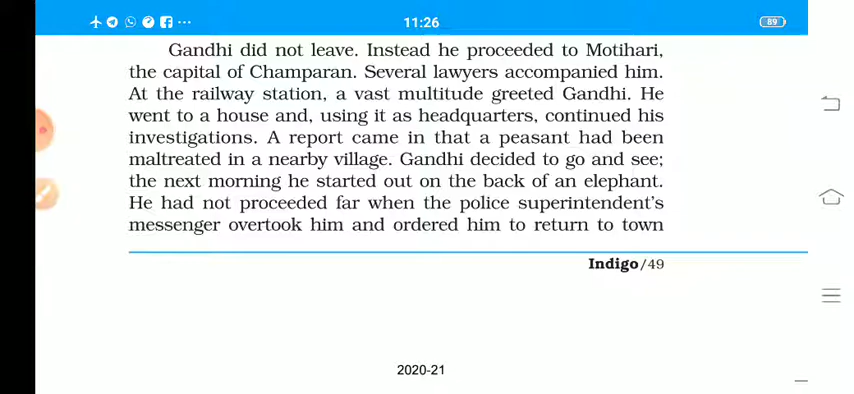 11:26
89
Gandhi did not leave. Instead he proceeded to Motihari,
the capital of Champaran. Several lawyers accompanied him.
At the railway station, a vast multitude greeted Gandhi. He
went to a house and, using it as headquarters, continued his
investigations. A report came in that a peasant had been
maltreated in a nearby village. Gandhi decided to go and see;
the next morning he started out on the back of an elephant.
He had not proceeded far when the police superintendent's
messenger overtook him and ordered him to return to town
Indigo/49
2020-21